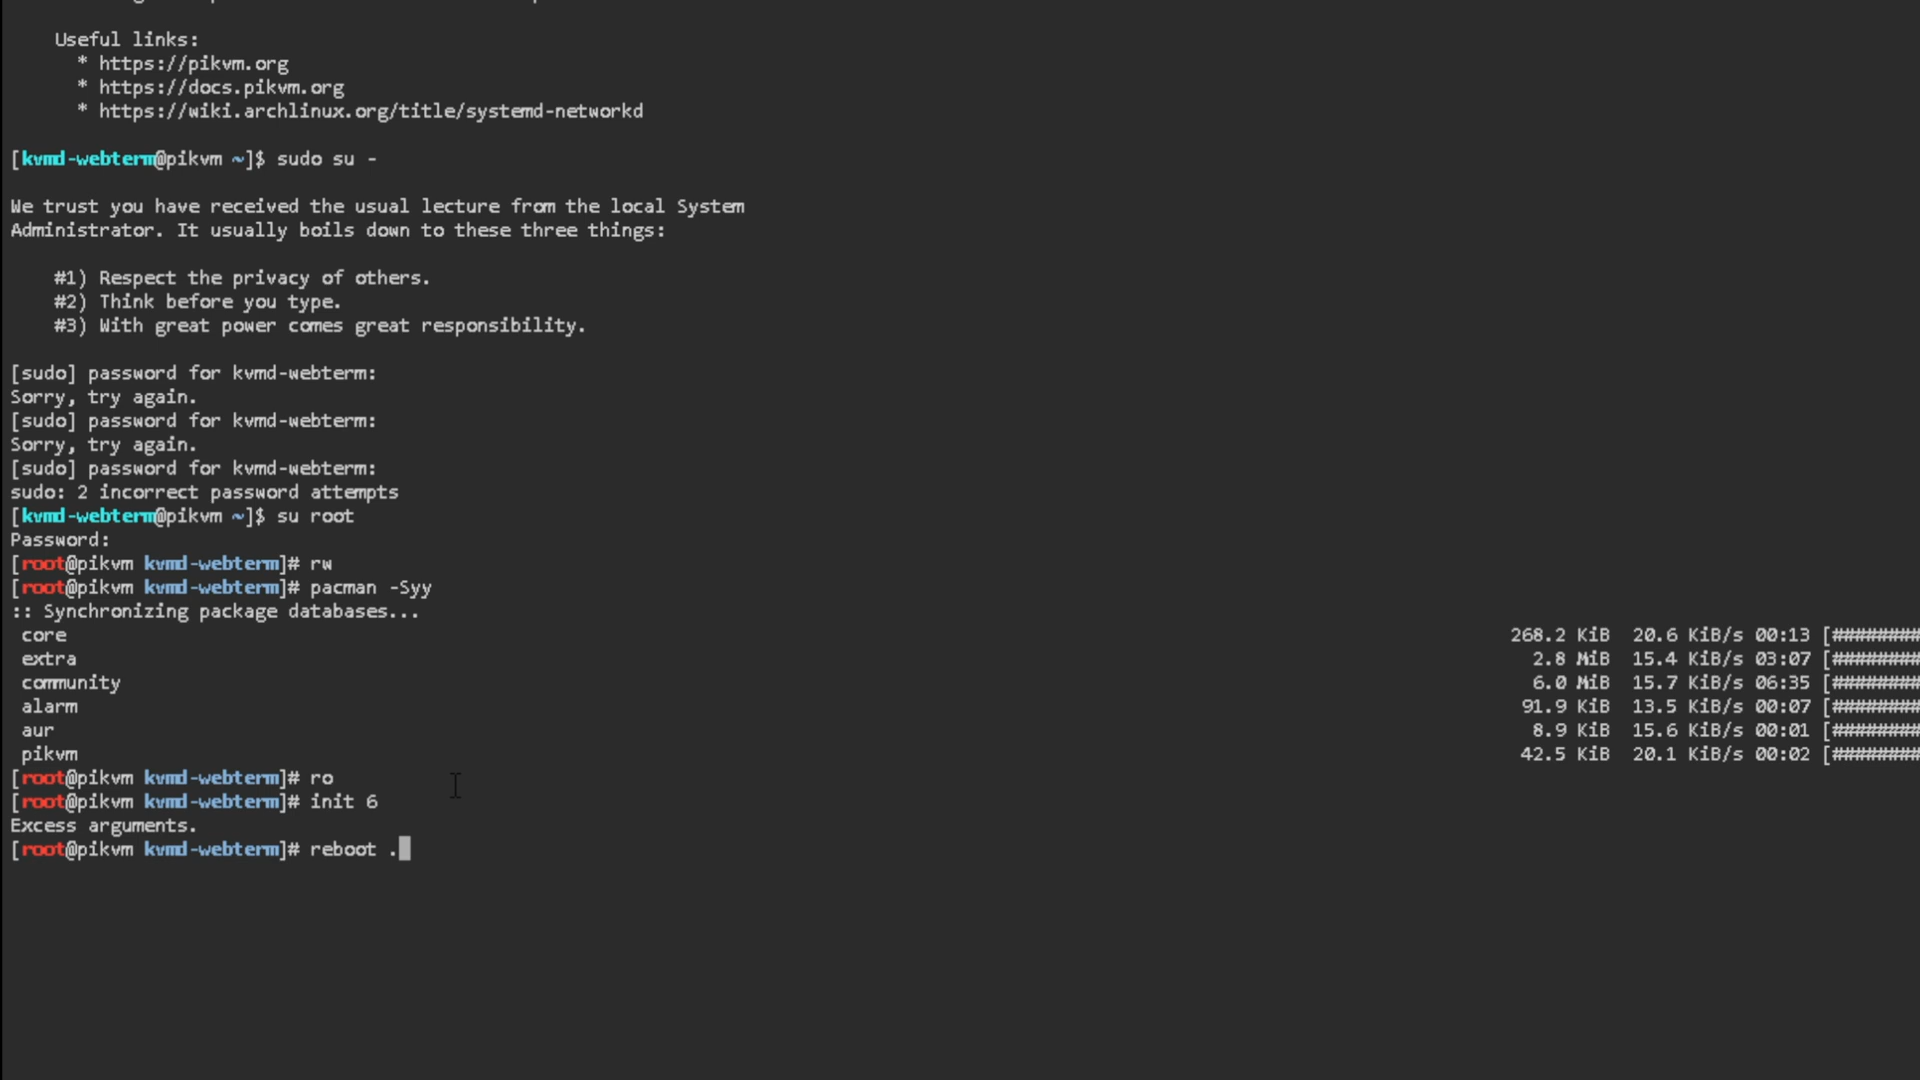 Useful links:
* https://pikvm.org
* https://docs.pikvm.org
* https://wiki.archlinux.org/title/systemd-networkd
[kvmd-webterm@pikvm ~]$ sudo su -
We trust you have received the usual lecture from the local System
Administrator. It usually boils down to these three things:
#1) Respect the privacy of others.
#2) Think before you type.
#3) With great power comes great responsibility.
[sudo] password for kvmd-webterm:
Sorry, try again.
[sudo] password for kvmd-webterm:
Sorry, try again.
[sudo] password for kvmd-webterm:
sudo: 2 incorrect password attempts
[kvmd-webterm@pikvm ~]$ su root
Password:
[root@pikvm kvmd-webterm]# rw
[root@pikvm kvmd-webterm]# pacman -Syy
:: Synchronizing package databases...
core 268.2 KiB 20.6 KiB/s 00:13 [########
extra 2.8 MiB 15.4 KiB/s 03:07 [########
community 6.0 MiB 15.7 KiB/s 06:35 [########
alarm 91.9 KiB 13.5 KiB/s 00:07 [########
aur 8.9 KiB 15.6 KiB/s 00:01 [########
pikvm 42.5 KiB 20.1 KiB/s 00:02 [########
[root@pikvm kvmd-webterm]# ro
[root@pikvm kvmd-webterm]# init 6
Excess arguments.
[root@pikvm kvmd-webterm]# reboot .